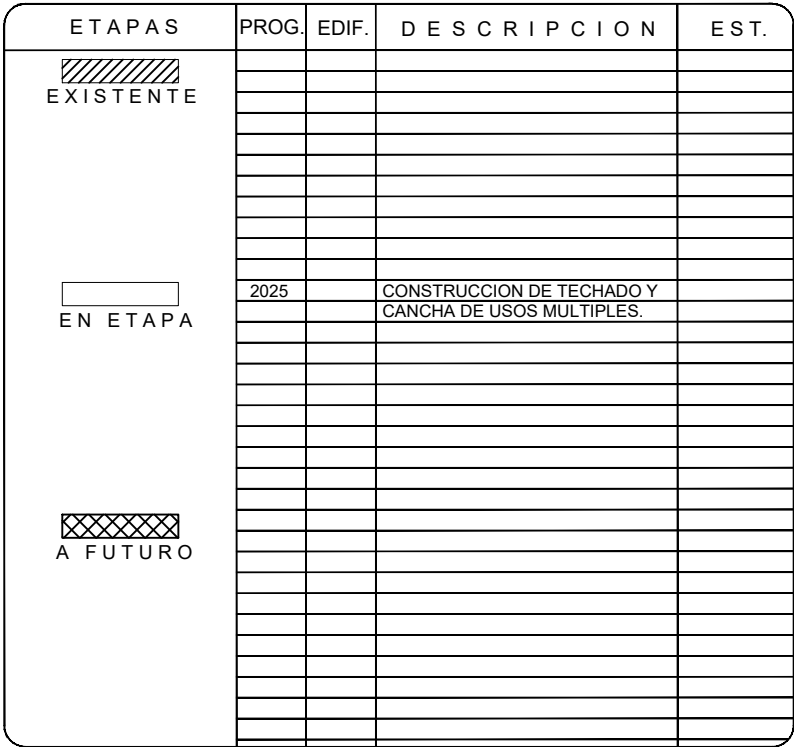 ETAPAS PROG. EDIF. DESCRIPCION EST.
EXISTENTE
2025 CONSTRUCCION DE TECHADO Y
CANCHA DE USOS MULTIPLES.
EN ETAPA
A FUTURO